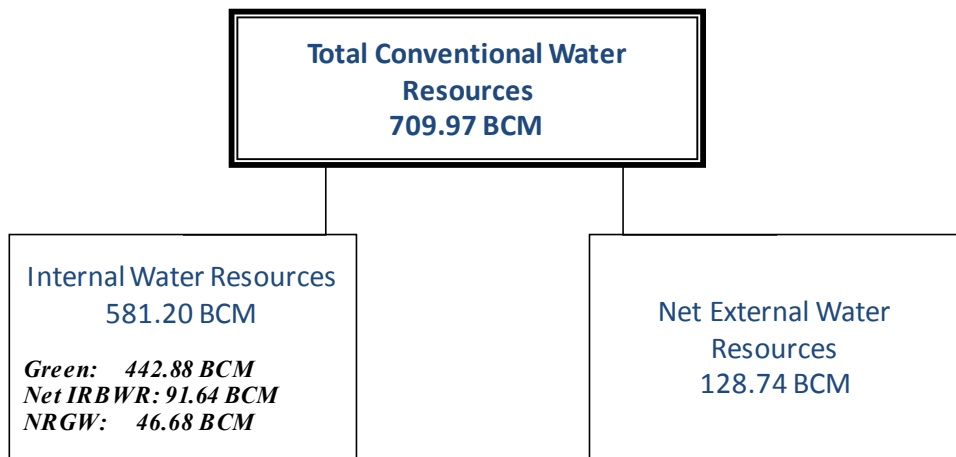 Total Conventional Water
Resources
709.97 BCM
Internal Water Resources
581.20 BCM
Green: 442.88 BCM
Net IRBWR: 91.64 BCM
NRGW: 46.68 BCM
Net External Water
Resources
128.74 BCM